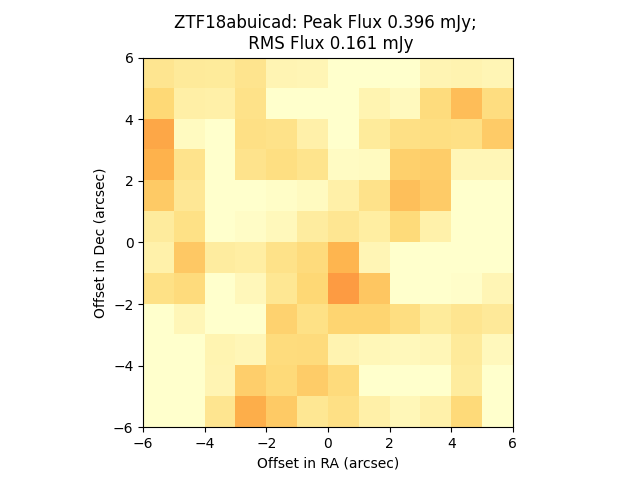 ZTF18abuicad: Peak Flux 0.396 mJy;
RMS Flux 0.161 mJy
6
4
2
0
−2
−4
−6
Offset in Dec (arcsec)
−6 −4 −2 0 2 4 6
Offset in RA (arcsec)